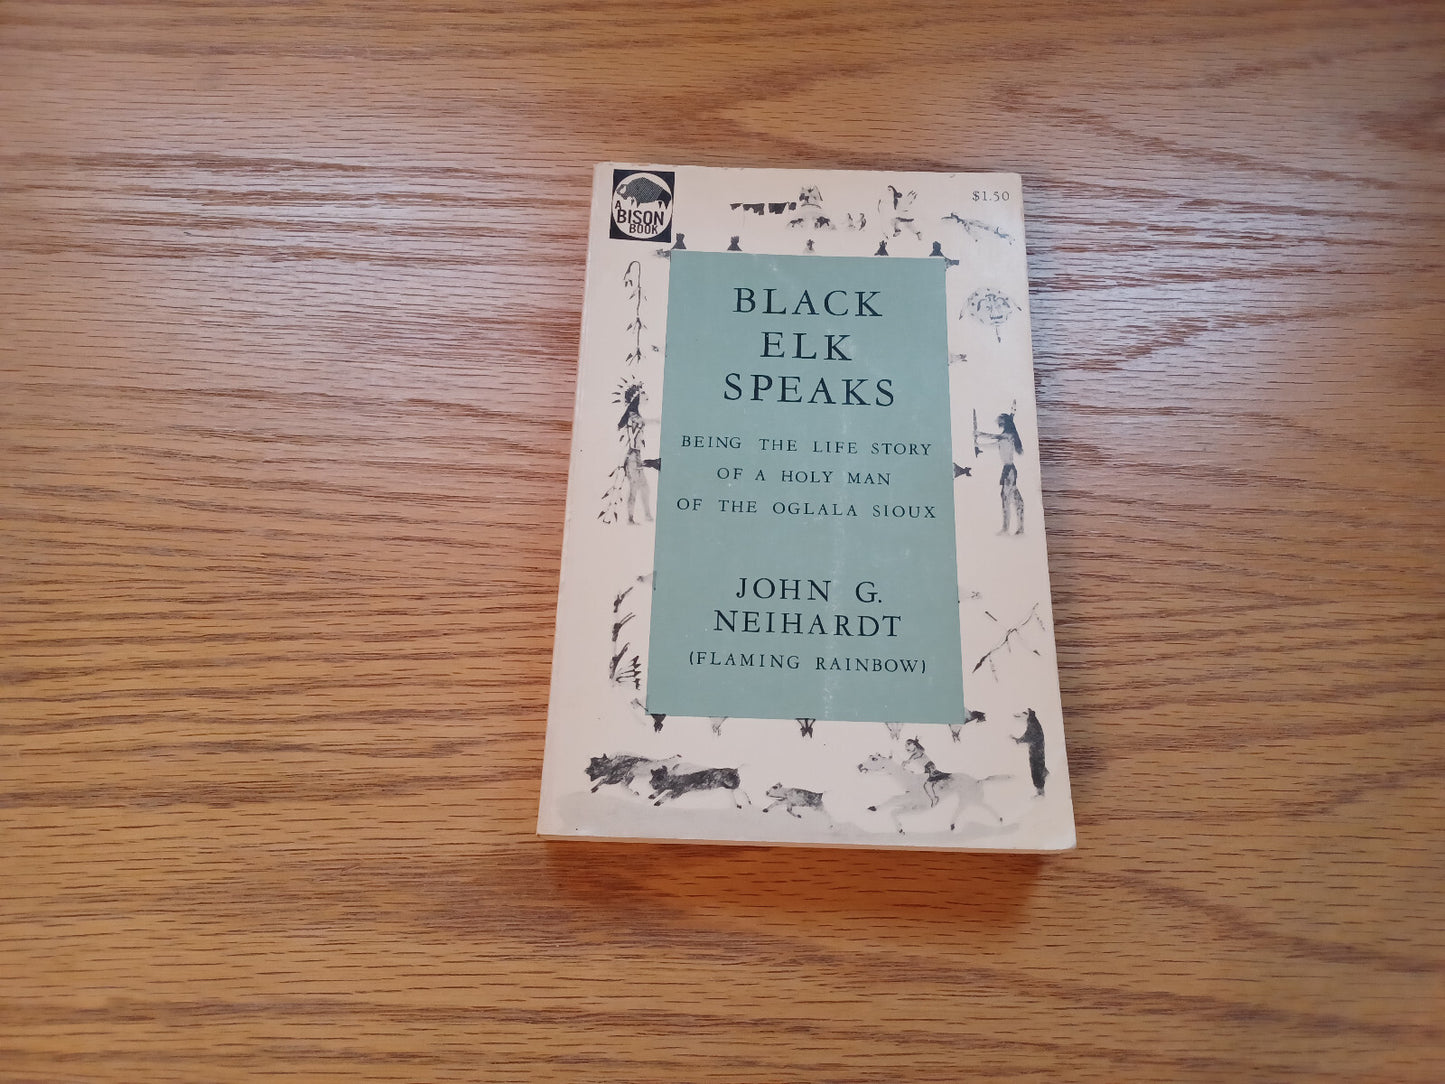 A
BISON
BOOK
$1.50
BLACK
ELK
SPEAKS
BEING THE LIFE STORY
OF A HOLY MAN
OF THE OGLALA SIOUX
JOHN G.
NEIHARDT
(FLAMING RAINBOW)